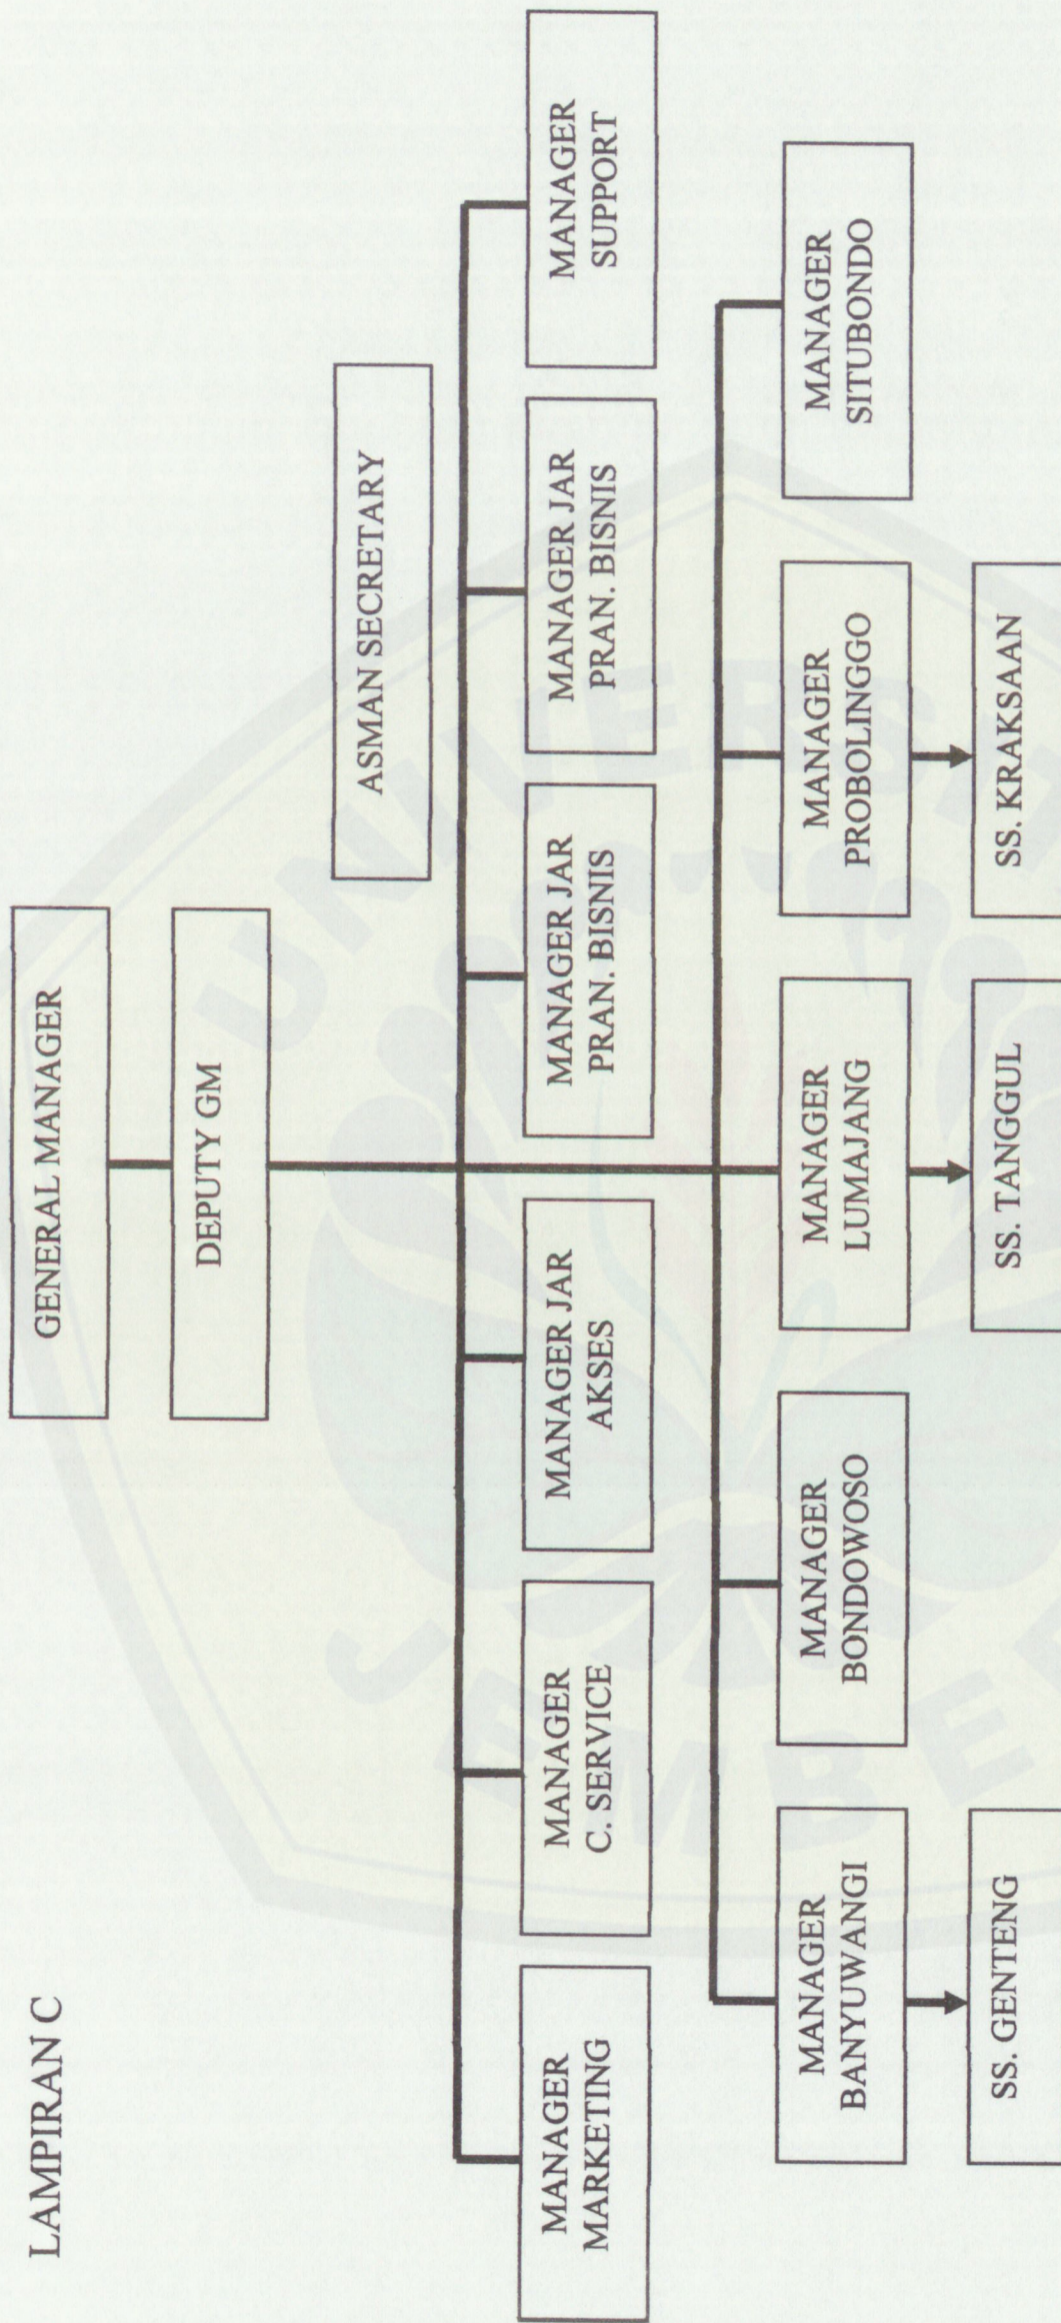 LAMPIRAN C
GENERAL MANAGER
DEPUTY GM
ASMAN SECRETARY
MANAGER
MARKETING
MANAGER
C. SERVICE
MANAGER JAR
AKSES
MANAGER JAR
PRAN. BISNIS
MANAGER JAR
PRAN. BISNIS
MANAGER
SUPPORT
MANAGER
BANYUWANGI
MANAGER
BONDOWOSO
MANAGER
LUMAJANG
MANAGER
PROBOLINGGO
MANAGER
SITUBONDO
SS. GENTENG
SS. TANGGUL
SS. KRAKSAAN